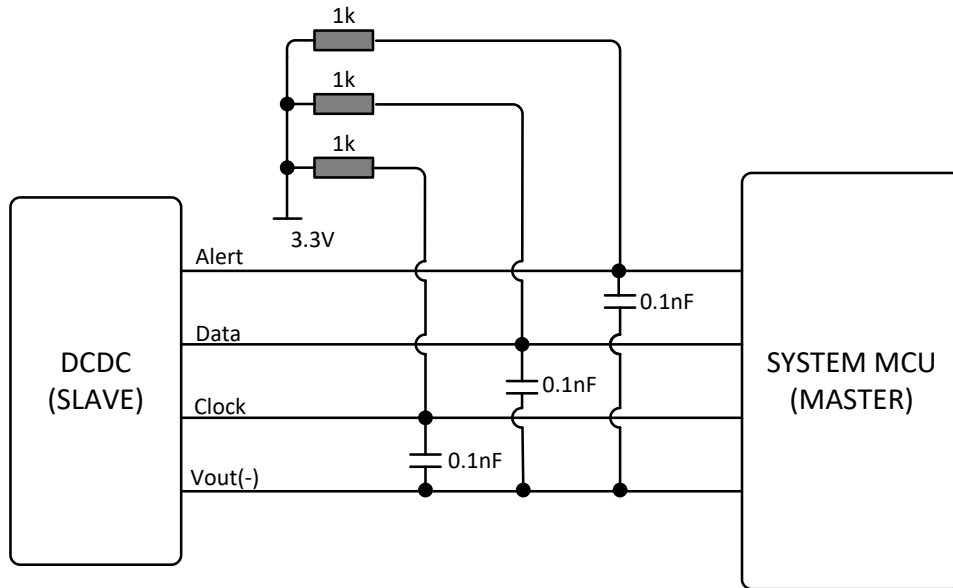 1k
1k
1k
3.3V
Alert
0.1nF
Data
DCDC
(SLAVE)
SYSTEM MCU
(MASTER)
0.1nF
Clock
0.1nF
Vout(-)